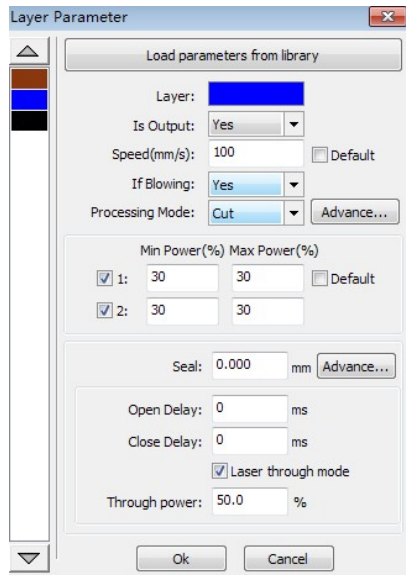 Layer Parameter
Load parameters from library
Layer:
Is Output: Yes
Speed(mm/s): 100 Default
If Blowing: Yes
Processing Mode: Cut Advance...
Min Power(%) Max Power(%)
1: 30 30 Default
2: 30 30
Seal: 0.000 mm Advance...
Open Delay: 0 ms
Close Delay: 0 ms
Laser through mode
Through power: 50.0 %
Ok Cancel